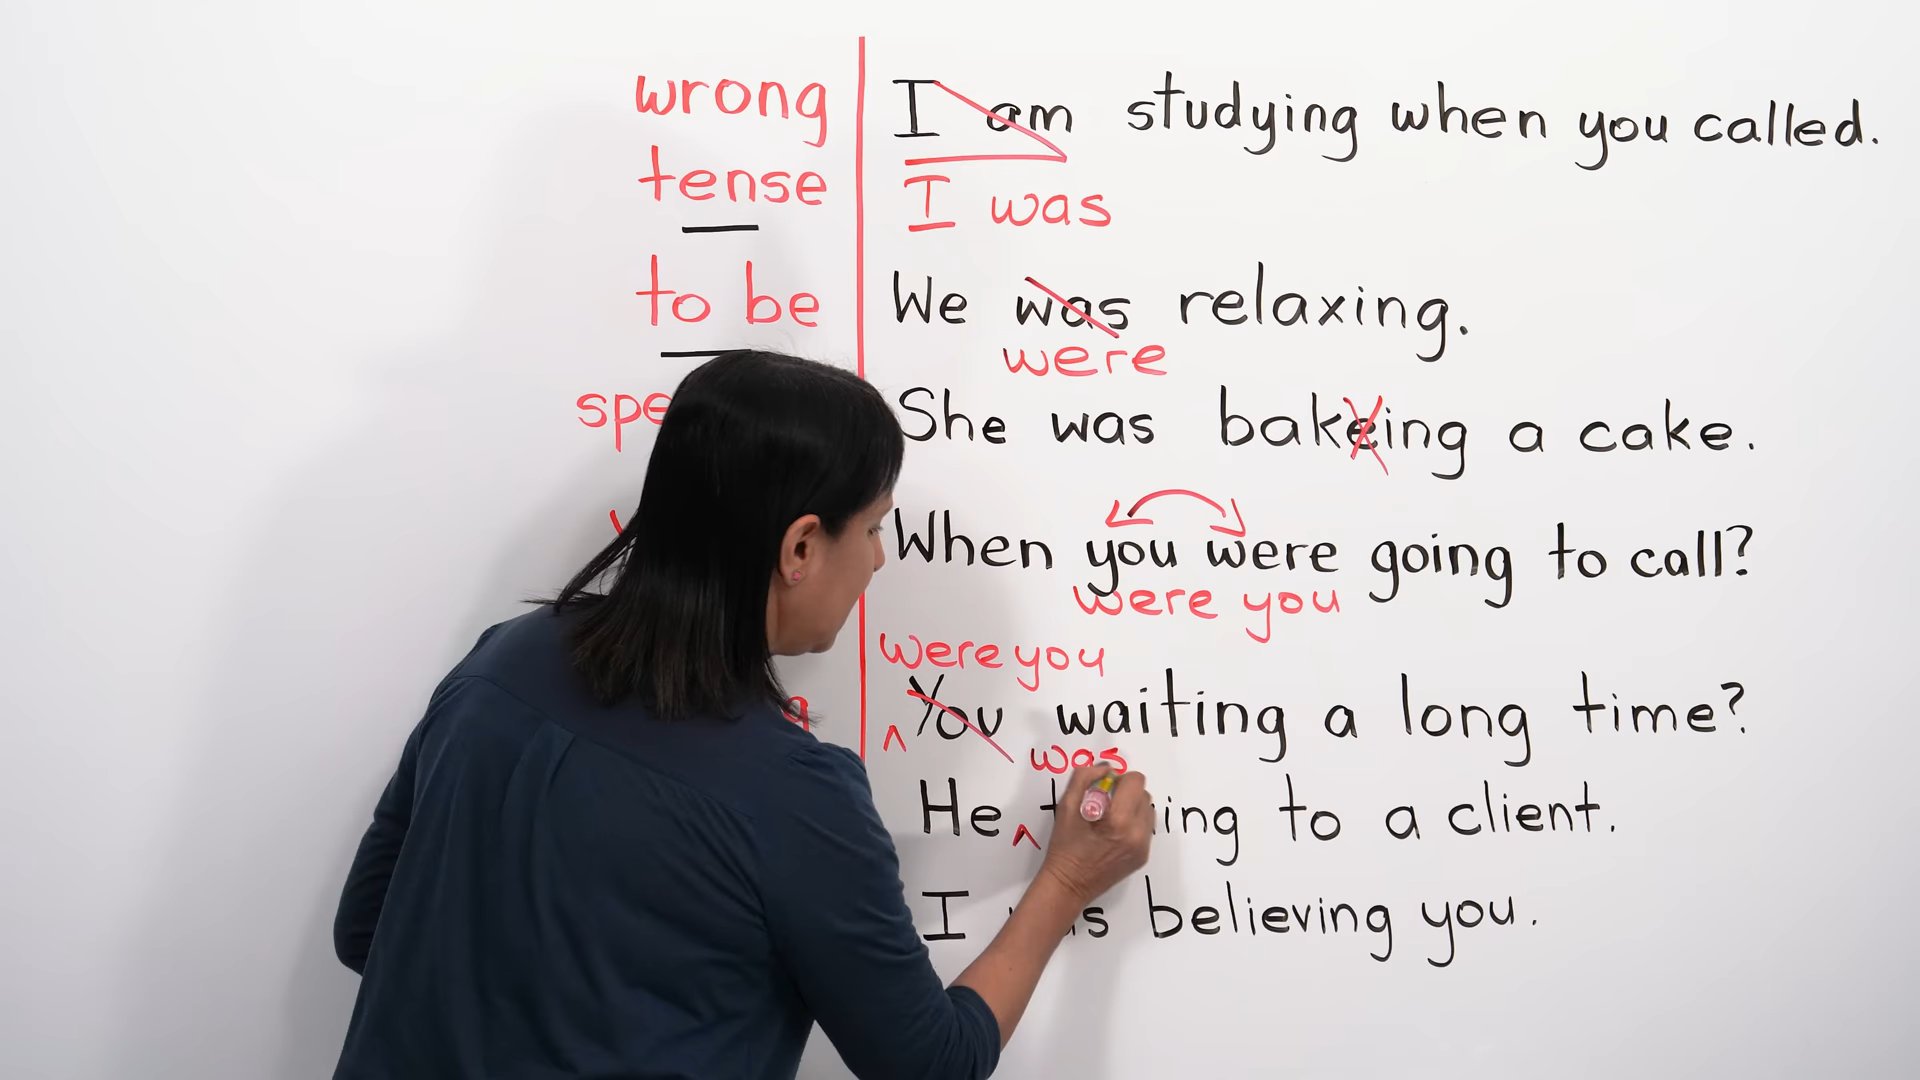 wrong
tense
to be
I am studying when you called.
I was
We was relaxing.
were
She was bakeing a cake.
When you were going to call?
were you
were you
You waiting a long time?
was
He to a client.
I believing you.